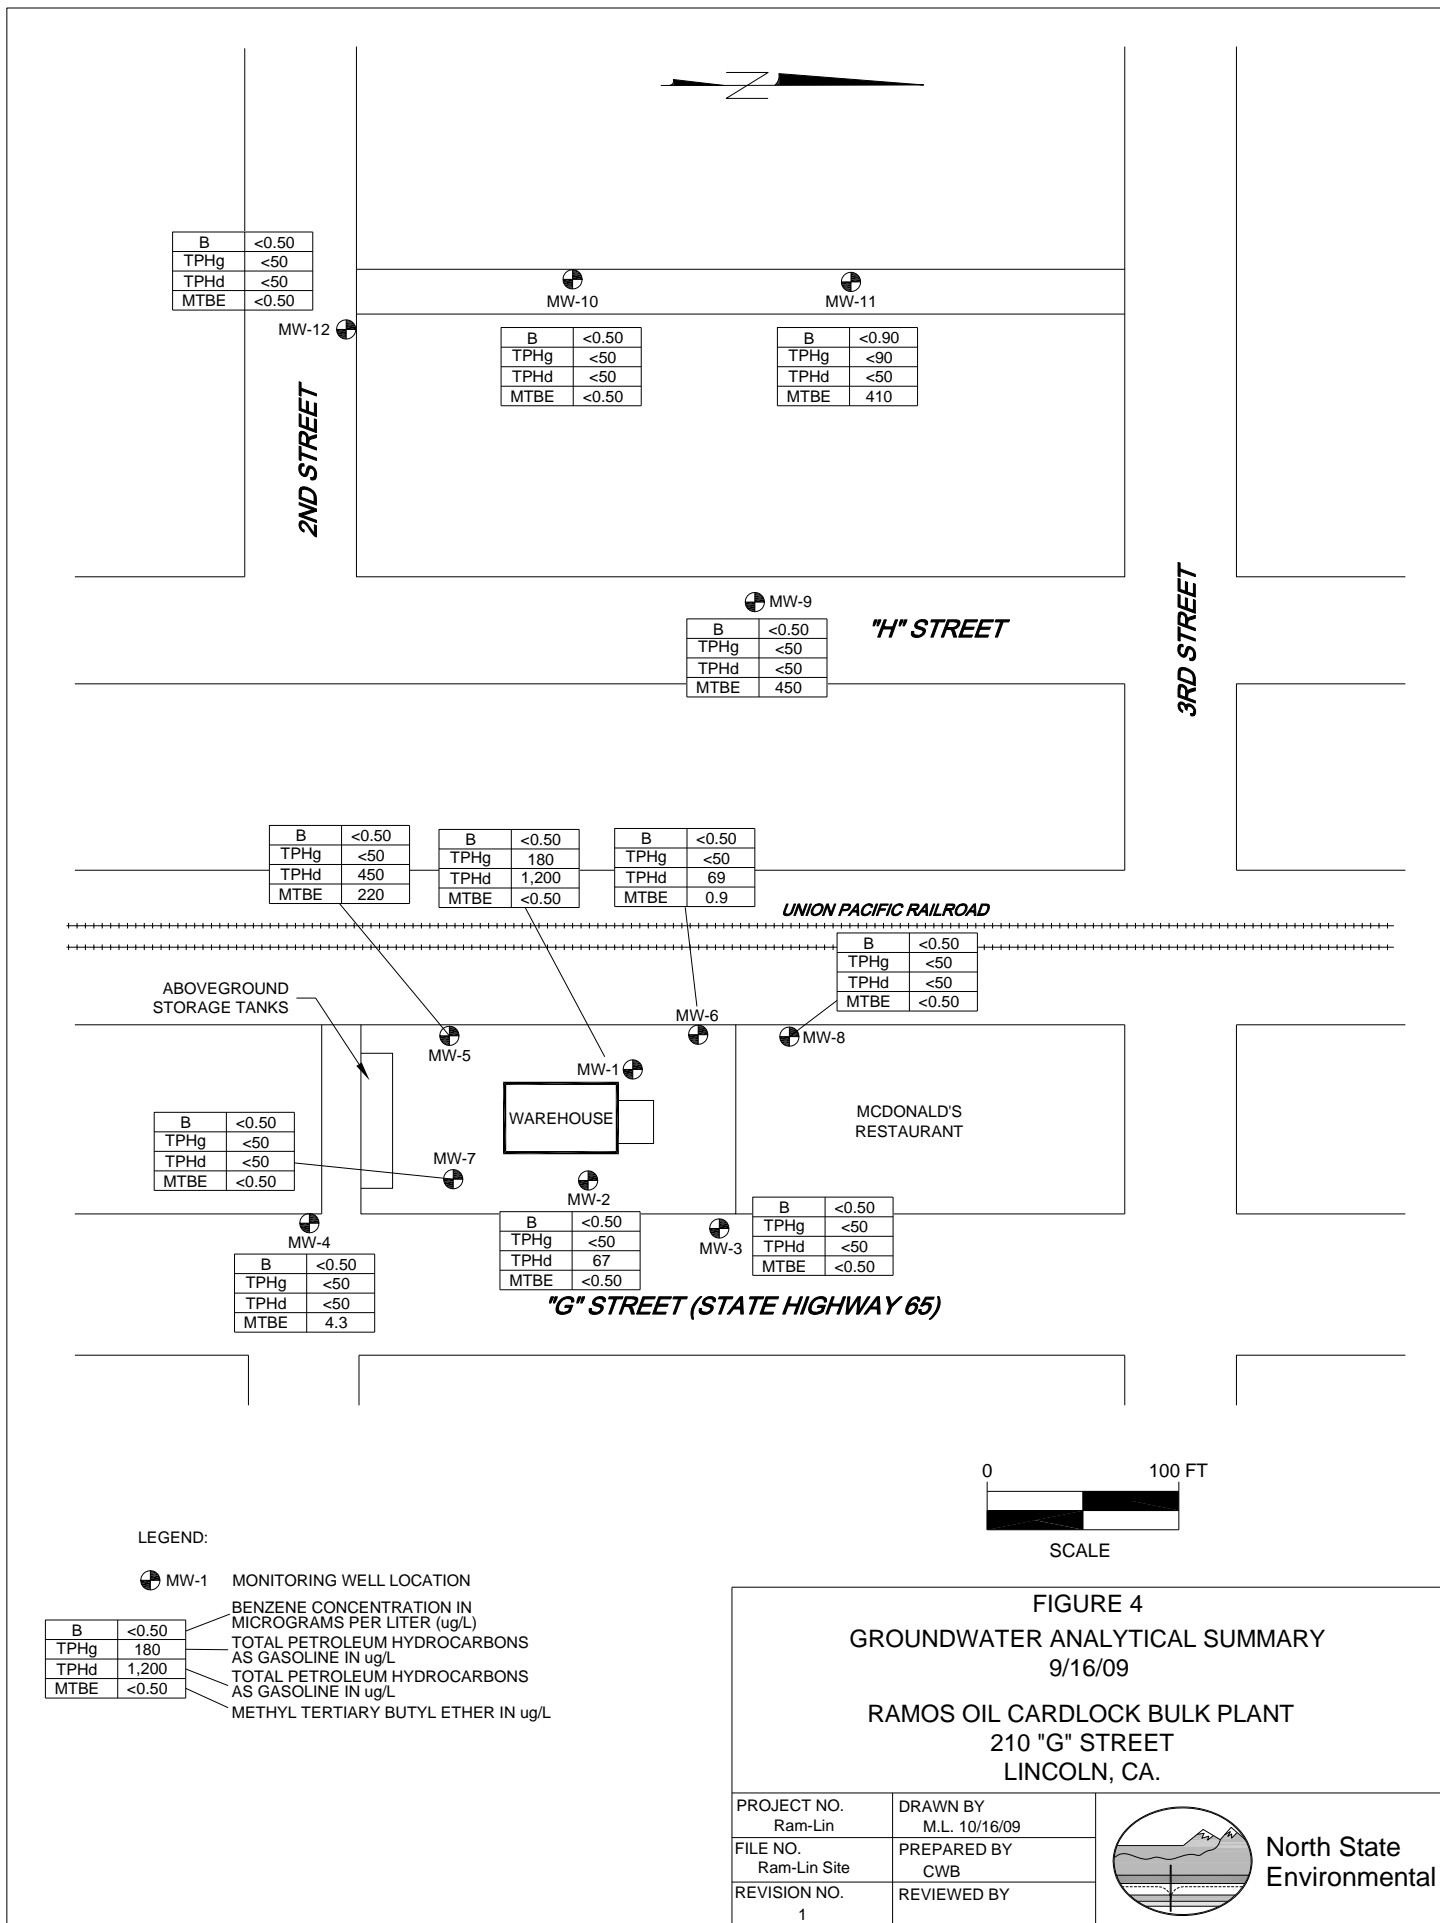 N
B <0.50
TPHg <50
TPHd <50
MTBE <0.50
MW-12
MW-10
B <0.50
TPHg <50
TPHd <50
MTBE <0.50
MW-11
B <0.90
TPHg <90
TPHd <50
MTBE 410
2ND STREET
3RD STREET
MW-9
"H" STREET
B <0.50
TPHg <50
TPHd <50
MTBE 450
B <0.50
TPHg <50
TPHd 450
MTBE 220
B <0.50
TPHg 180
TPHd 1,200
MTBE <0.50
B <0.50
TPHg <50
TPHd 69
MTBE 0.9
UNION PACIFIC RAILROAD
B <0.50
TPHg <50
TPHd <50
MTBE <0.50
ABOVEGROUND
STORAGE TANKS
MW-5
MW-6
MW-8
MW-1
WAREHOUSE
MCDONALD'S
RESTAURANT
B <0.50
TPHg <50
TPHd <50
MTBE <0.50
MW-7
MW-2
B <0.50
TPHg <50
TPHd 67
MTBE <0.50
MW-3
B <0.50
TPHg <50
TPHd <50
MTBE <0.50
MW-4
B <0.50
TPHg <50
TPHd <50
MTBE 4.3
"G" STREET (STATE HIGHWAY 65)
0 100 FT
SCALE
LEGEND:
MW-1 MONITORING WELL LOCATION
B <0.50
TPHg 180
TPHd 1,200
MTBE <0.50
BENZENE CONCENTRATION IN
MICROGRAMS PER LITER (ug/L)
TOTAL PETROLEUM HYDROCARBONS
AS GASOLINE IN ug/L
TOTAL PETROLEUM HYDROCARBONS
AS GASOLINE IN ug/L
METHYL TERTIARY BUTYL ETHER IN ug/L
FIGURE 4
GROUNDWATER ANALYTICAL SUMMARY
9/16/09
RAMOS OIL CARDLOCK BULK PLANT
210 "G" STREET
LINCOLN, CA.
PROJECT NO.
Ram-Lin
DRAWN BY
M.L. 10/16/09
FILE NO.
Ram-Lin Site
PREPARED BY
CWB
REVISION NO.
1
REVIEWED BY
North State
Environmental